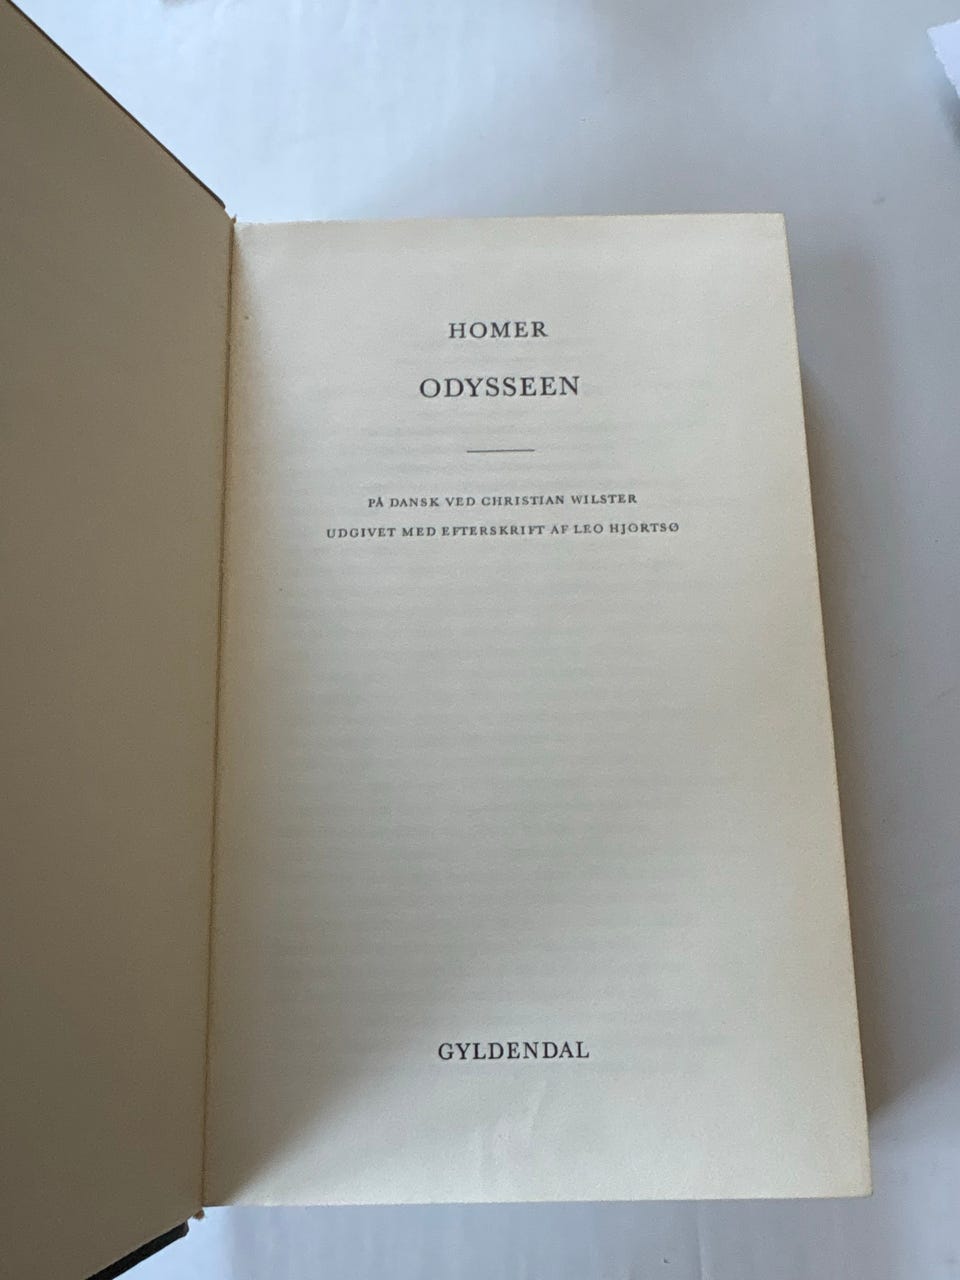 HOMER
ODYSSEEN
PÅ DANSK VED CHRISTIAN WILSTER
UDGIVET MED EFTERSKRIFT AF LEO HJORTSØ
GYLDENDAL